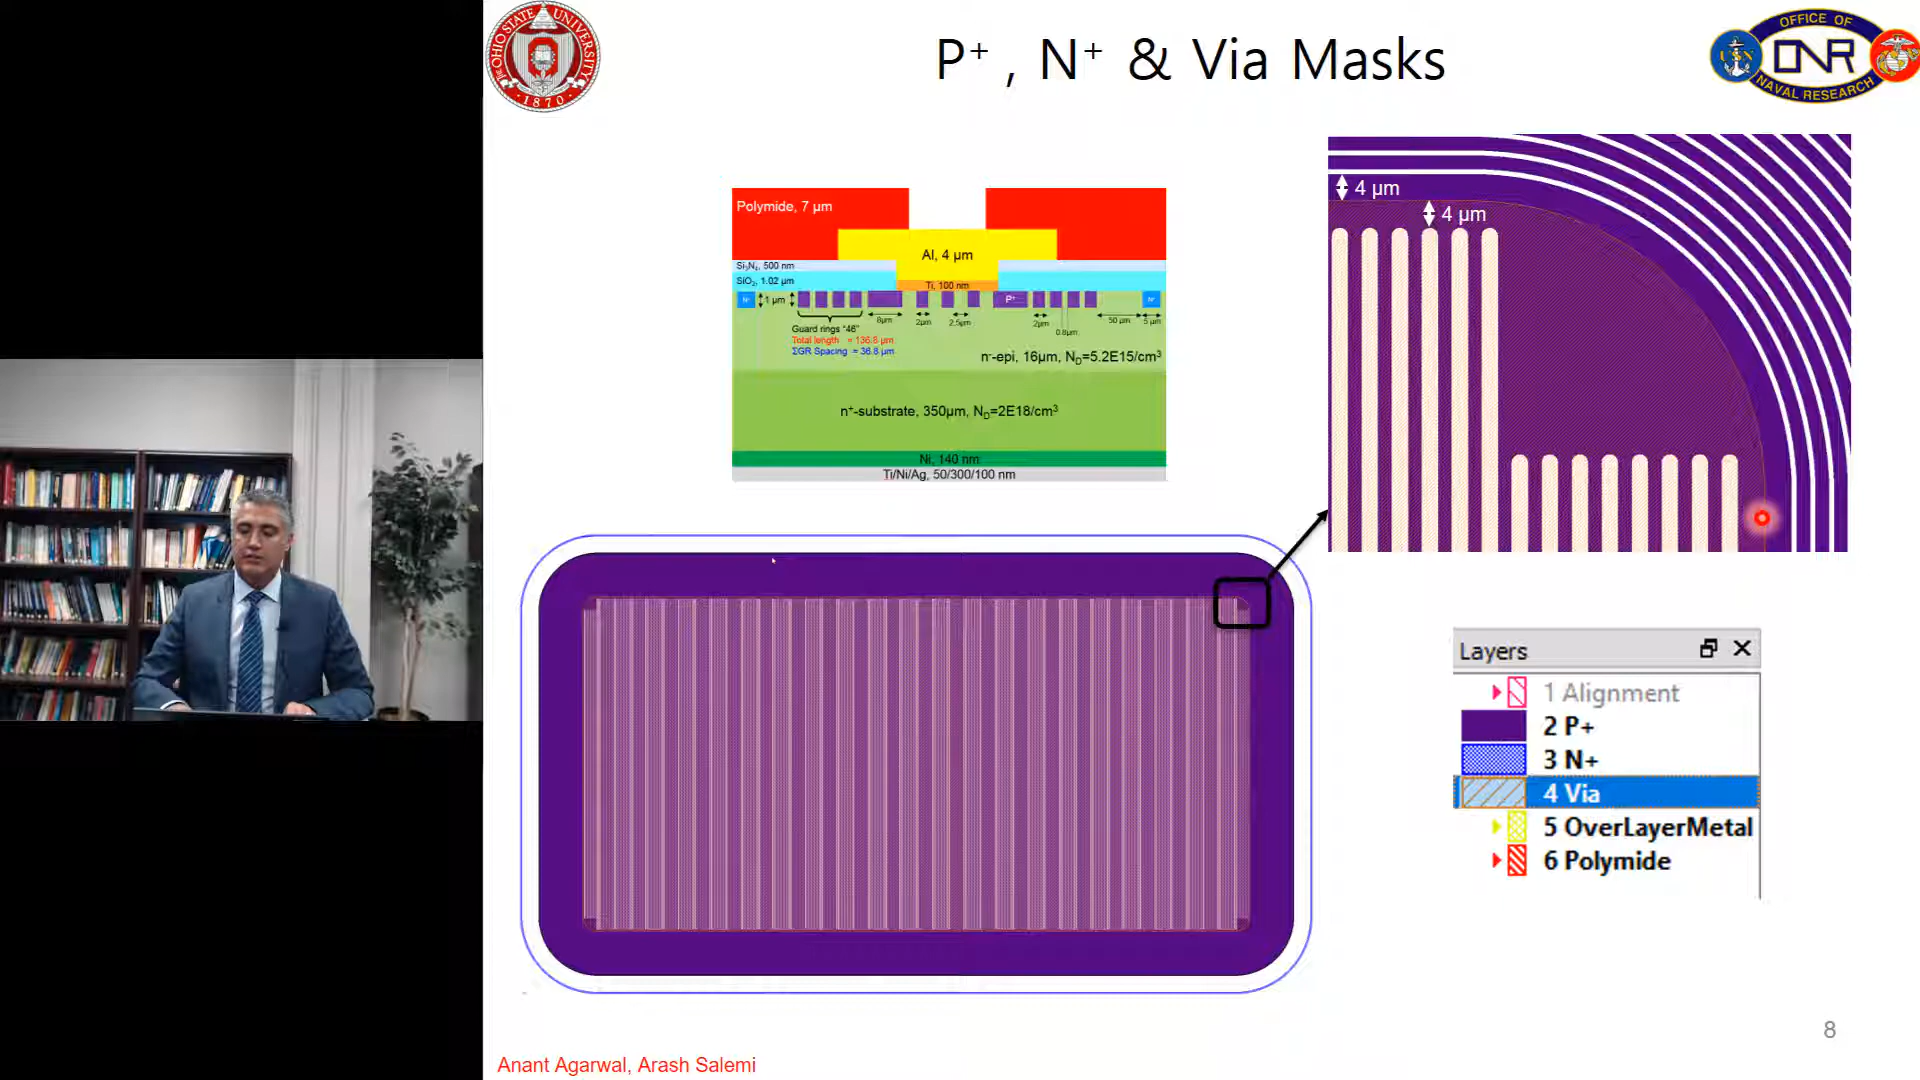 THE OHIO STATE UNIVERSITY
1870
P⁺ , N⁺ & Via Masks
OFFICE OF
ONR
NAVAL RESEARCH
Polymide, 7 µm
Al, 4 µm
Si₃N₄, 500 nm
SiO₂, 1.02 µm
Ti, 100 nm
N⁺
1 µm
P⁺
N⁺
8µm
2µm
2.5µm
2µm
0.8µm
50 µm
5 µm
Guard rings "46"
Total length = 136.8 µm
ΣGR Spacing = 36.8 µm
n⁻-epi, 16µm, N_D=5.2E15/cm³
n⁺-substrate, 350µm, N_D=2E18/cm³
Ni, 140 nm
Ti/Ni/Ag, 50/300/100 nm
4 µm
4 µm
Layers
1 Alignment
2 P+
3 N+
4 Via
5 OverLayerMetal
6 Polymide
8
Anant Agarwal, Arash Salemi